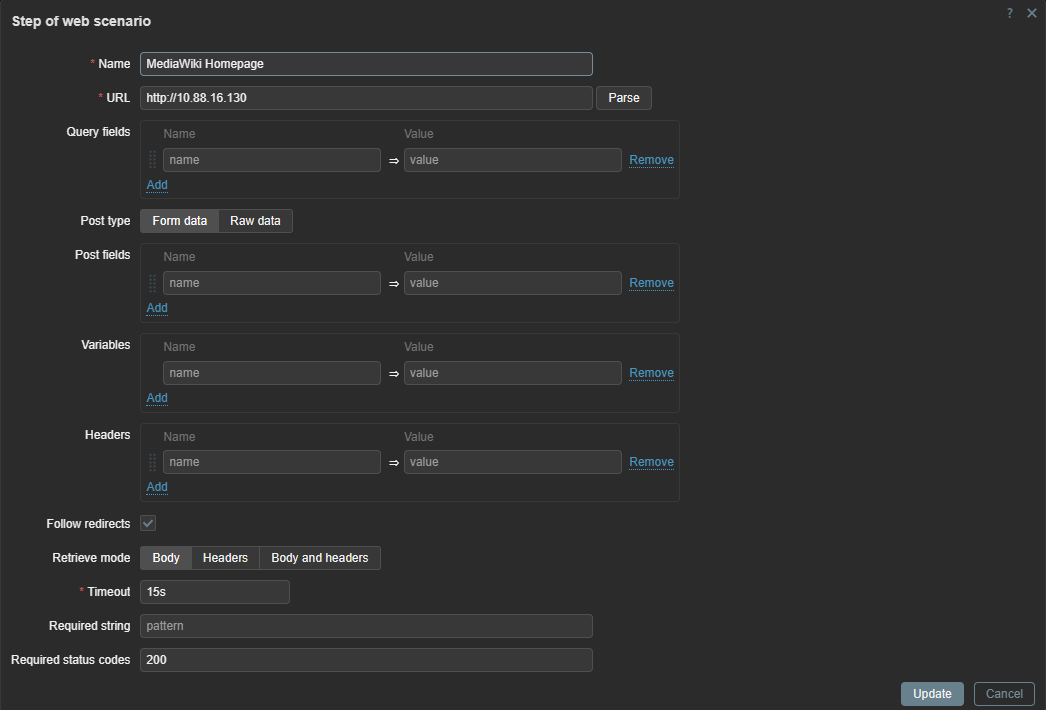 Step of web scenario ?
* Name MediaWiki Homepage
* URL http://10.88.16.130 Parse
Query fields Name Value
name ⇒ value Remove
Add
Post type Form data Raw data
Post fields Name Value
name ⇒ value Remove
Add
Variables Name Value
name ⇒ value Remove
Add
Headers Name Value
name ⇒ value Remove
Add
Follow redirects
Retrieve mode Body Headers Body and headers
* Timeout 15s
Required string pattern
Required status codes 200
Update Cancel